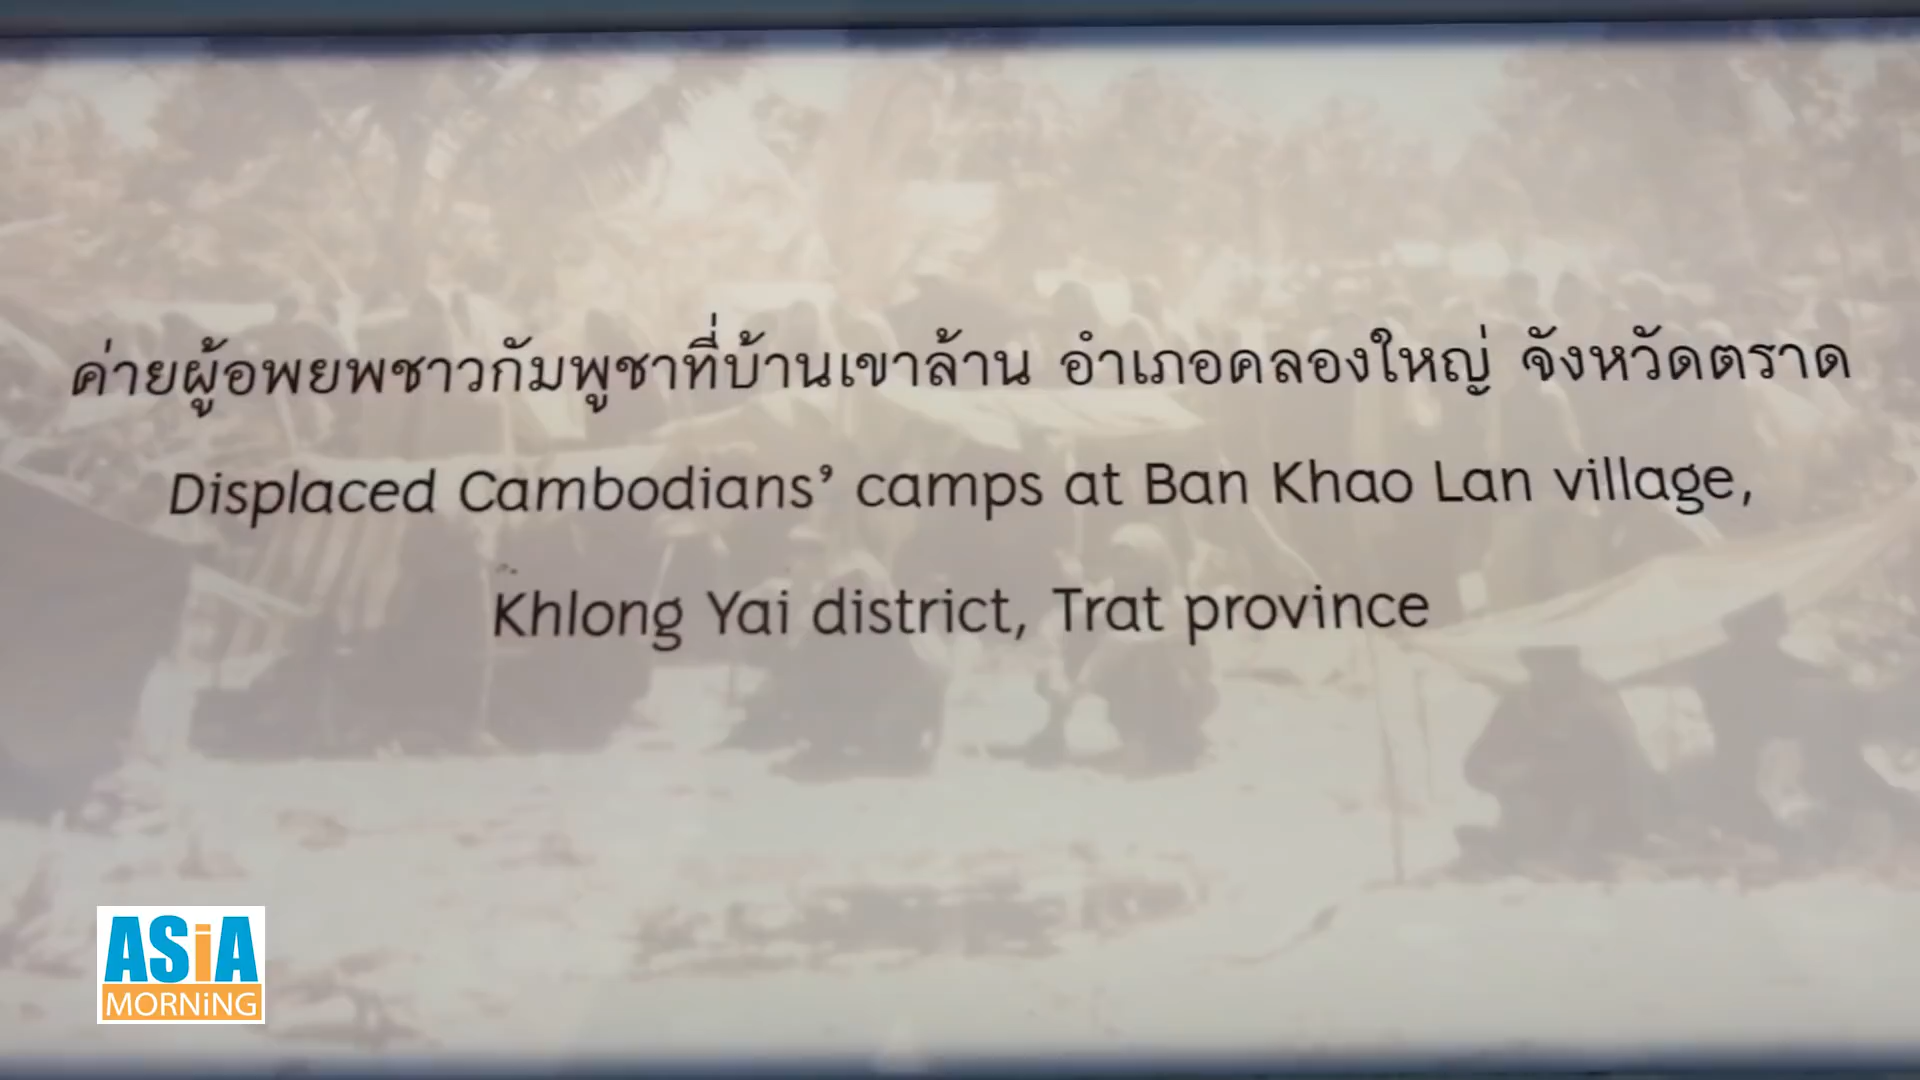 ค่ายผู้อพยพชาวกัมพูชาที่บ้านเขาล้าน อำเภอคลองใหญ่ จังหวัดตราด
Displaced Cambodians’ camps at Ban Khao Lan village,
Khlong Yai district, Trat province
ASiA
MORNiNG